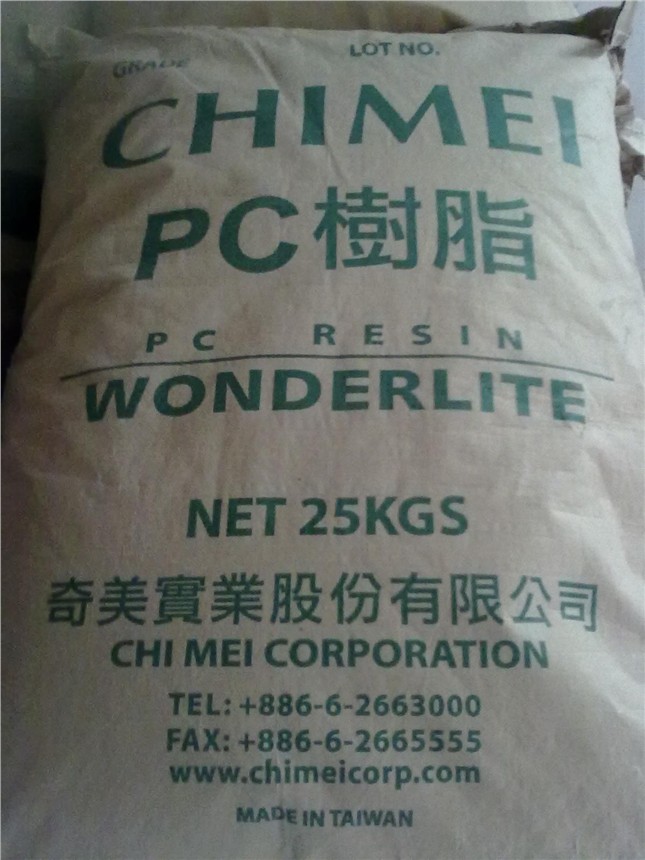 GRADE LOT NO.
CHIMEI
PC樹脂
PC RESIN
WONDERLITE
NET 25KGS
奇美實業股份有限公司
CHI MEI CORPORATION
TEL: +886-6-2663000
FAX: +886-6-2665555
www.chimeicorp.com
MADE IN TAIWAN